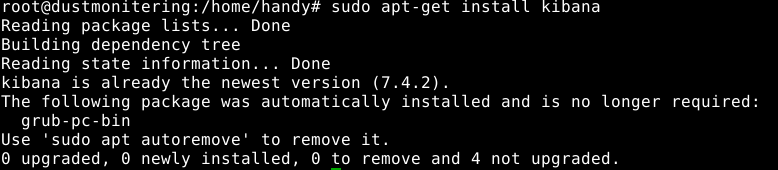 root@dustmonitering:/home/handy# sudo apt-get install kibana
Reading package lists... Done
Building dependency tree
Reading state information... Done
kibana is already the newest version (7.4.2).
The following package was automatically installed and is no longer required:
  grub-pc-bin
Use 'sudo apt autoremove' to remove it.
0 upgraded, 0 newly installed, 0 to remove and 4 not upgraded.